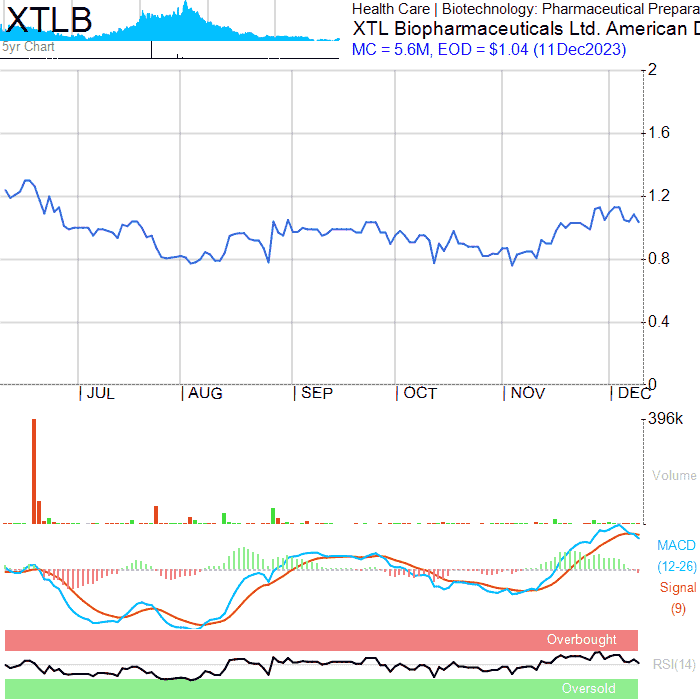 XTLB
5yr Chart
Health Care | Biotechnology: Pharmaceutical Prepara
XTL Biopharmaceuticals Ltd. American D
MC = 5.6M, EOD = $1.04 (11Dec2023)
2
1.6
1.2
0.8
0.4
0
JUL AUG SEP OCT NOV DEC
396k
Volume
MACD
(12-26)
Signal
(9)
Overbought
RSI(14)
Oversold